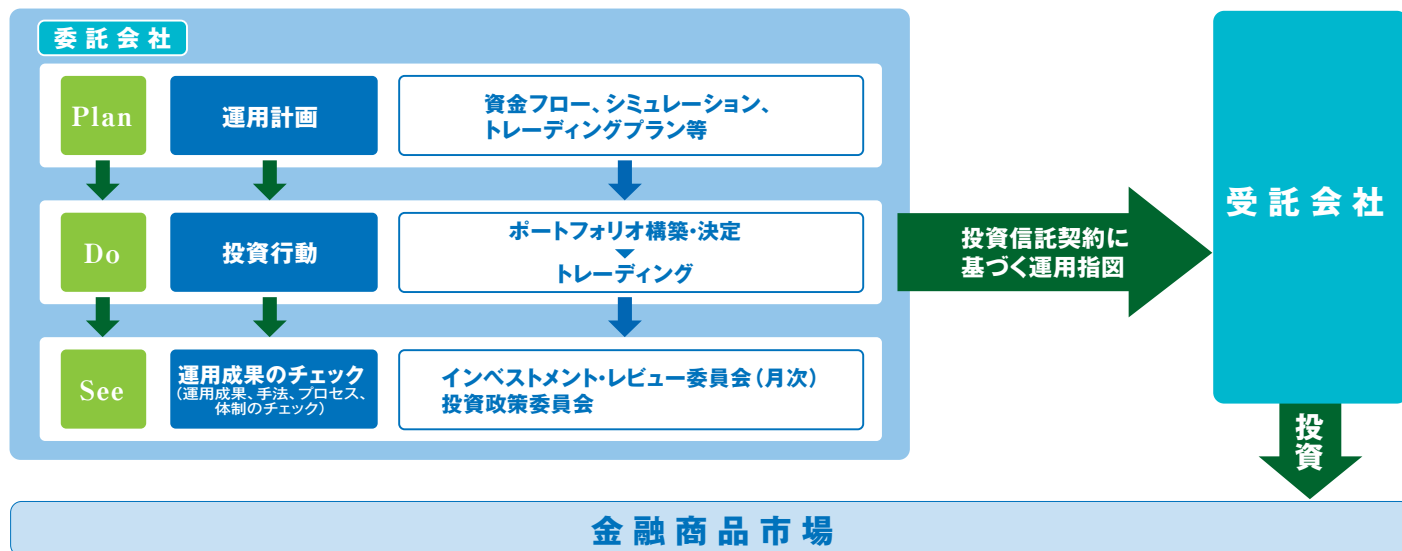 委託会社
Plan
運用計画
資金フロー、シミュレーション、
トレーディングプラン等
Do
投資行動
ポートフォリオ構築・決定
トレーディング
See
運用成果のチェック
(運用成果、手法、プロセス、
体制のチェック)
インベストメント・レビュー委員会(月次)
投資政策委員会
投資信託契約に
基づく運用指図
受託会社
投資
金融商品市場